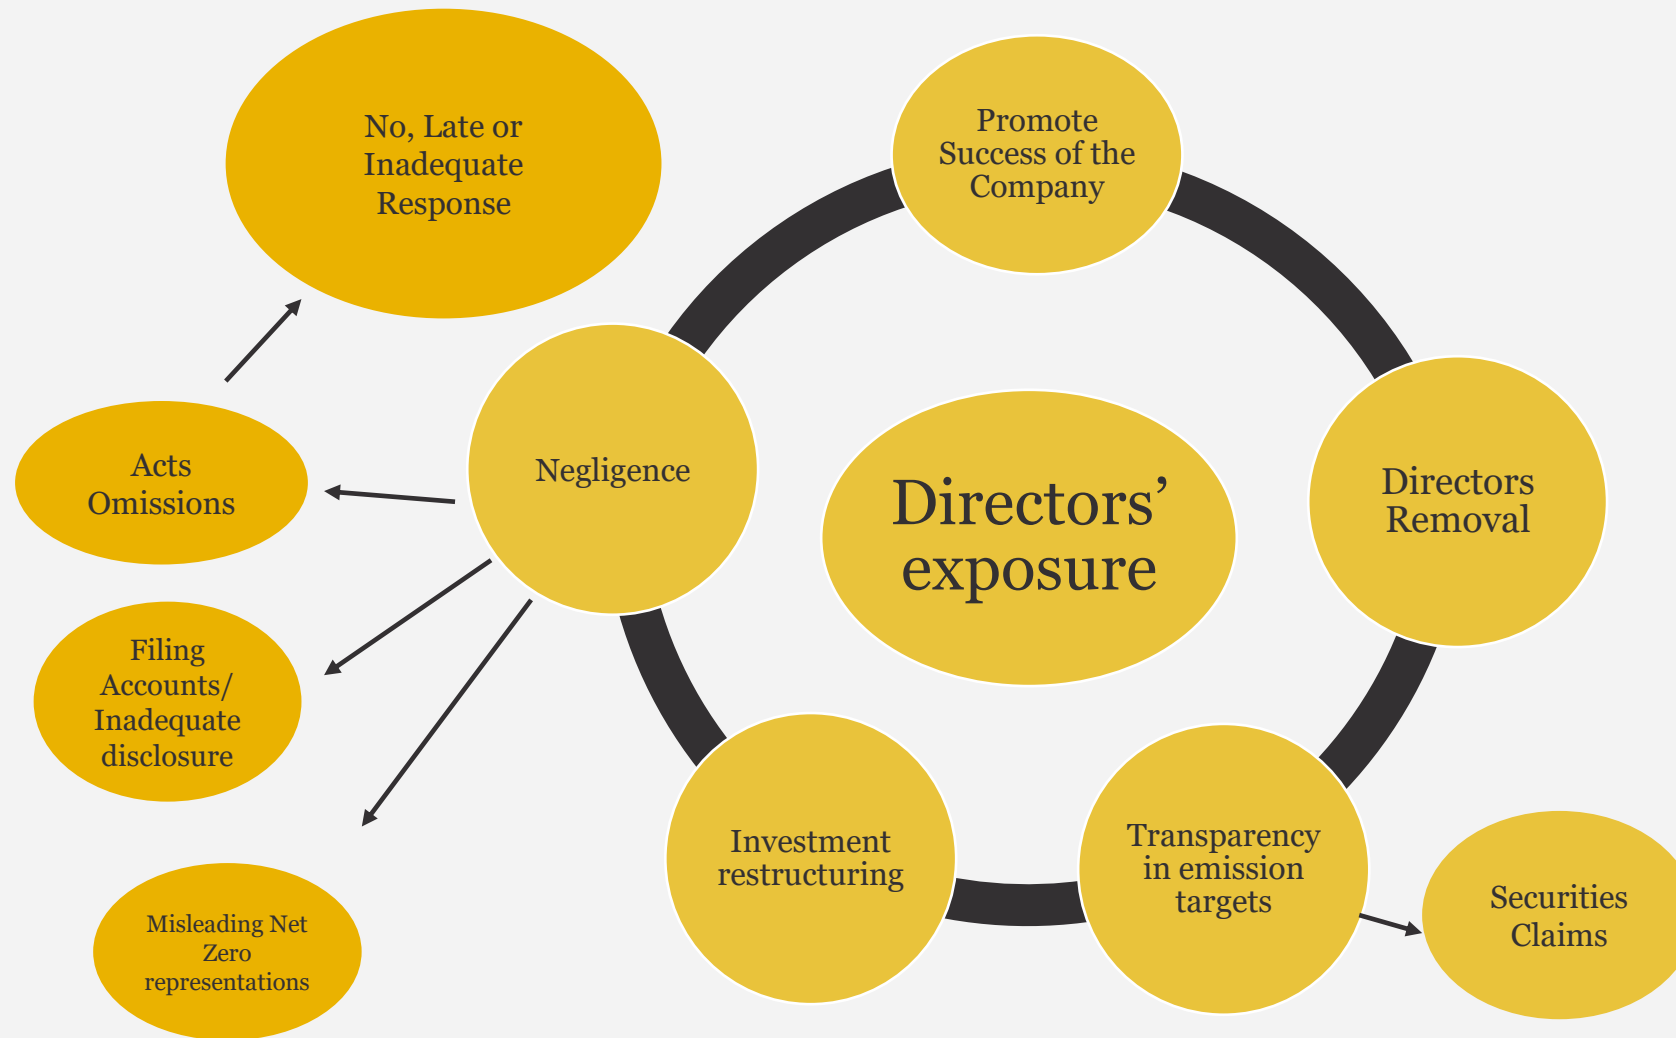 No, Late or
Inadequate
Response
Promote
Success of the
Company
Acts
Omissions
Negligence
Directors’
exposure
Directors
Removal
Filing
Accounts/
Inadequate
disclosure
Investment
restructuring
Transparency
in emission
targets
Securities
Claims
Misleading Net
Zero
representations